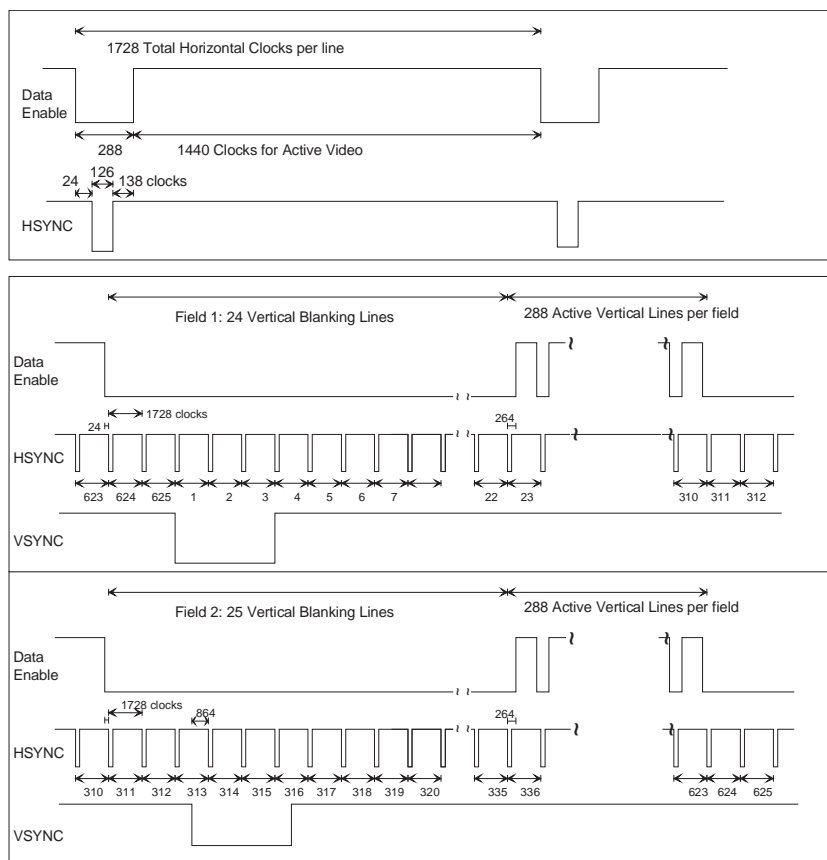 1728 Total Horizontal Clocks per line
Data
Enable
288
1440 Clocks for Active Video
126
24
138 clocks
HSYNC
Field 1: 24 Vertical Blanking Lines
288 Active Vertical Lines per field
Data
Enable
1728 clocks
24
264
HSYNC
623 624 625 1 2 3 4 5 6 7 22 23 310 311 312
VSYNC
Field 2: 25 Vertical Blanking Lines
288 Active Vertical Lines per field
Data
Enable
1728 clocks
864
264
HSYNC
310 311 312 313 314 315 316 317 318 319 320 335 336 623 624 625
VSYNC